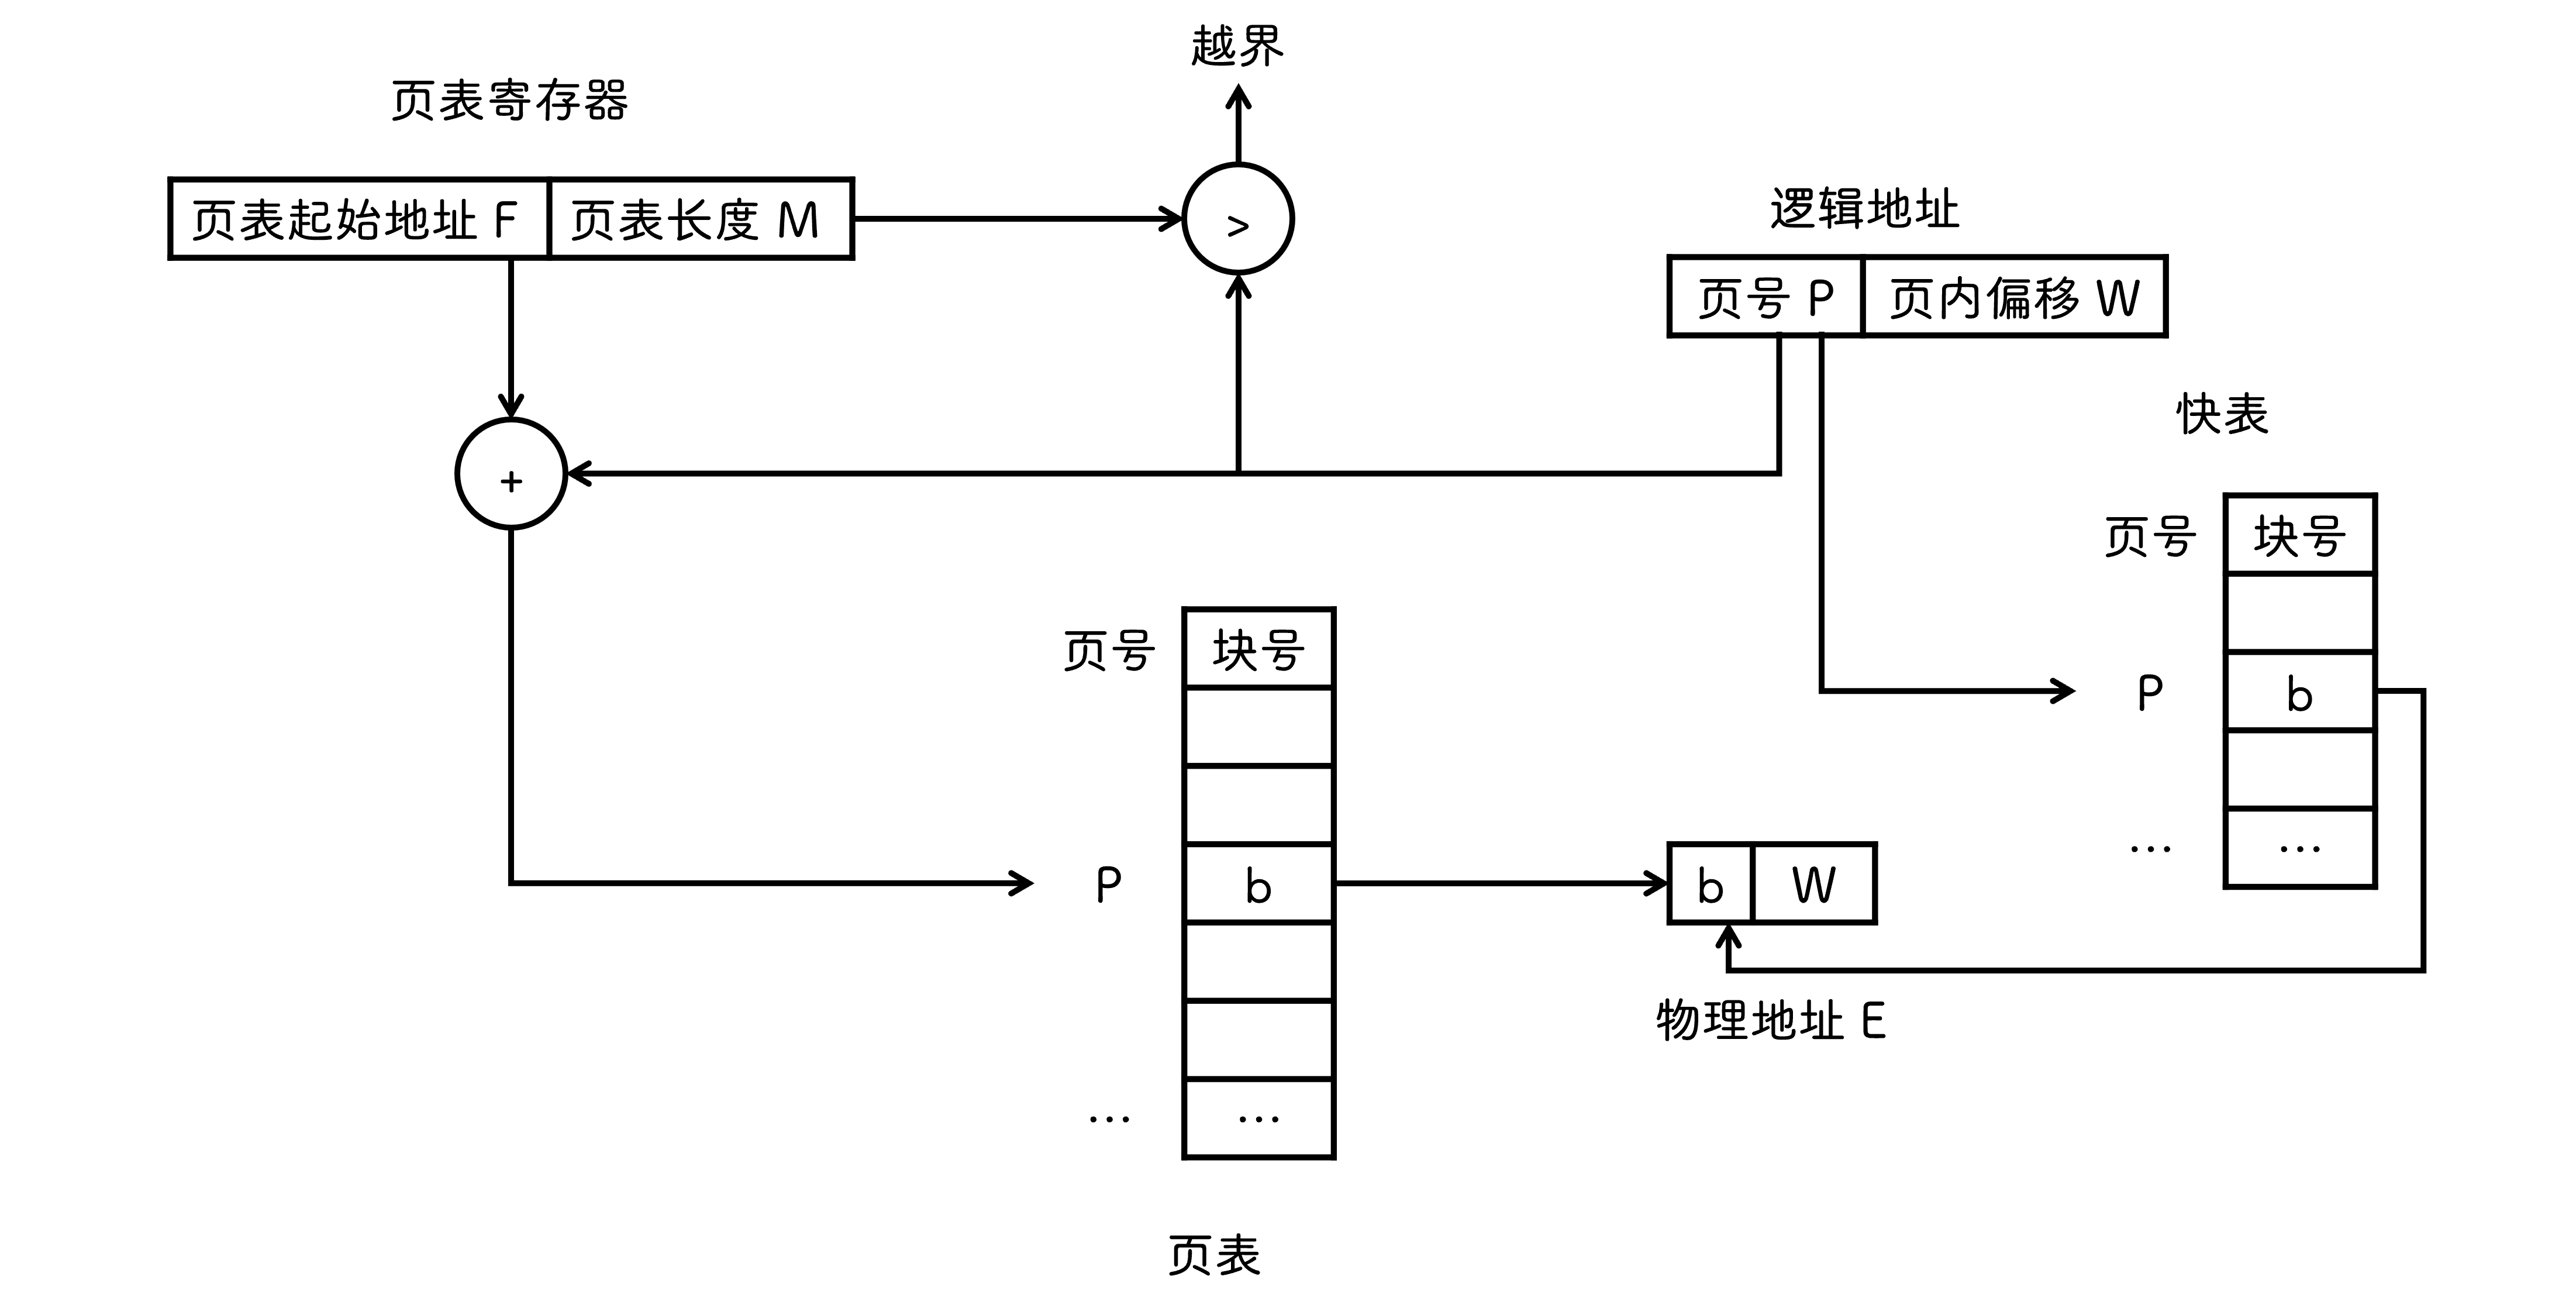 越界
页表寄存器
页表起始地址 F 页表长度 M
>
逻辑地址
页号 P 页内偏移 W
快表
+
页号 块号
P b
... ...
页号 块号
P b
... ...
b W
物理地址 E
页表